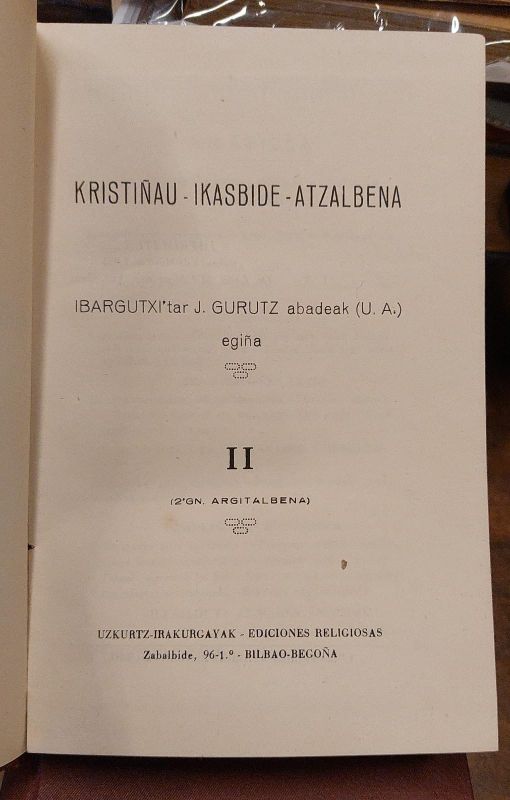 KRISTIÑAU - IKASBIDE - ATZALBENA
IBARGUTXI'tar J. GURUTZ abadeak (U. A.)
egiña
II
(2'GN. ARGITALBENA)
UZKURTZ-IRAKURGAYAK - EDICIONES RELIGIOSAS
Zabalbide, 96-1.º - BILBAO-BEGOÑA